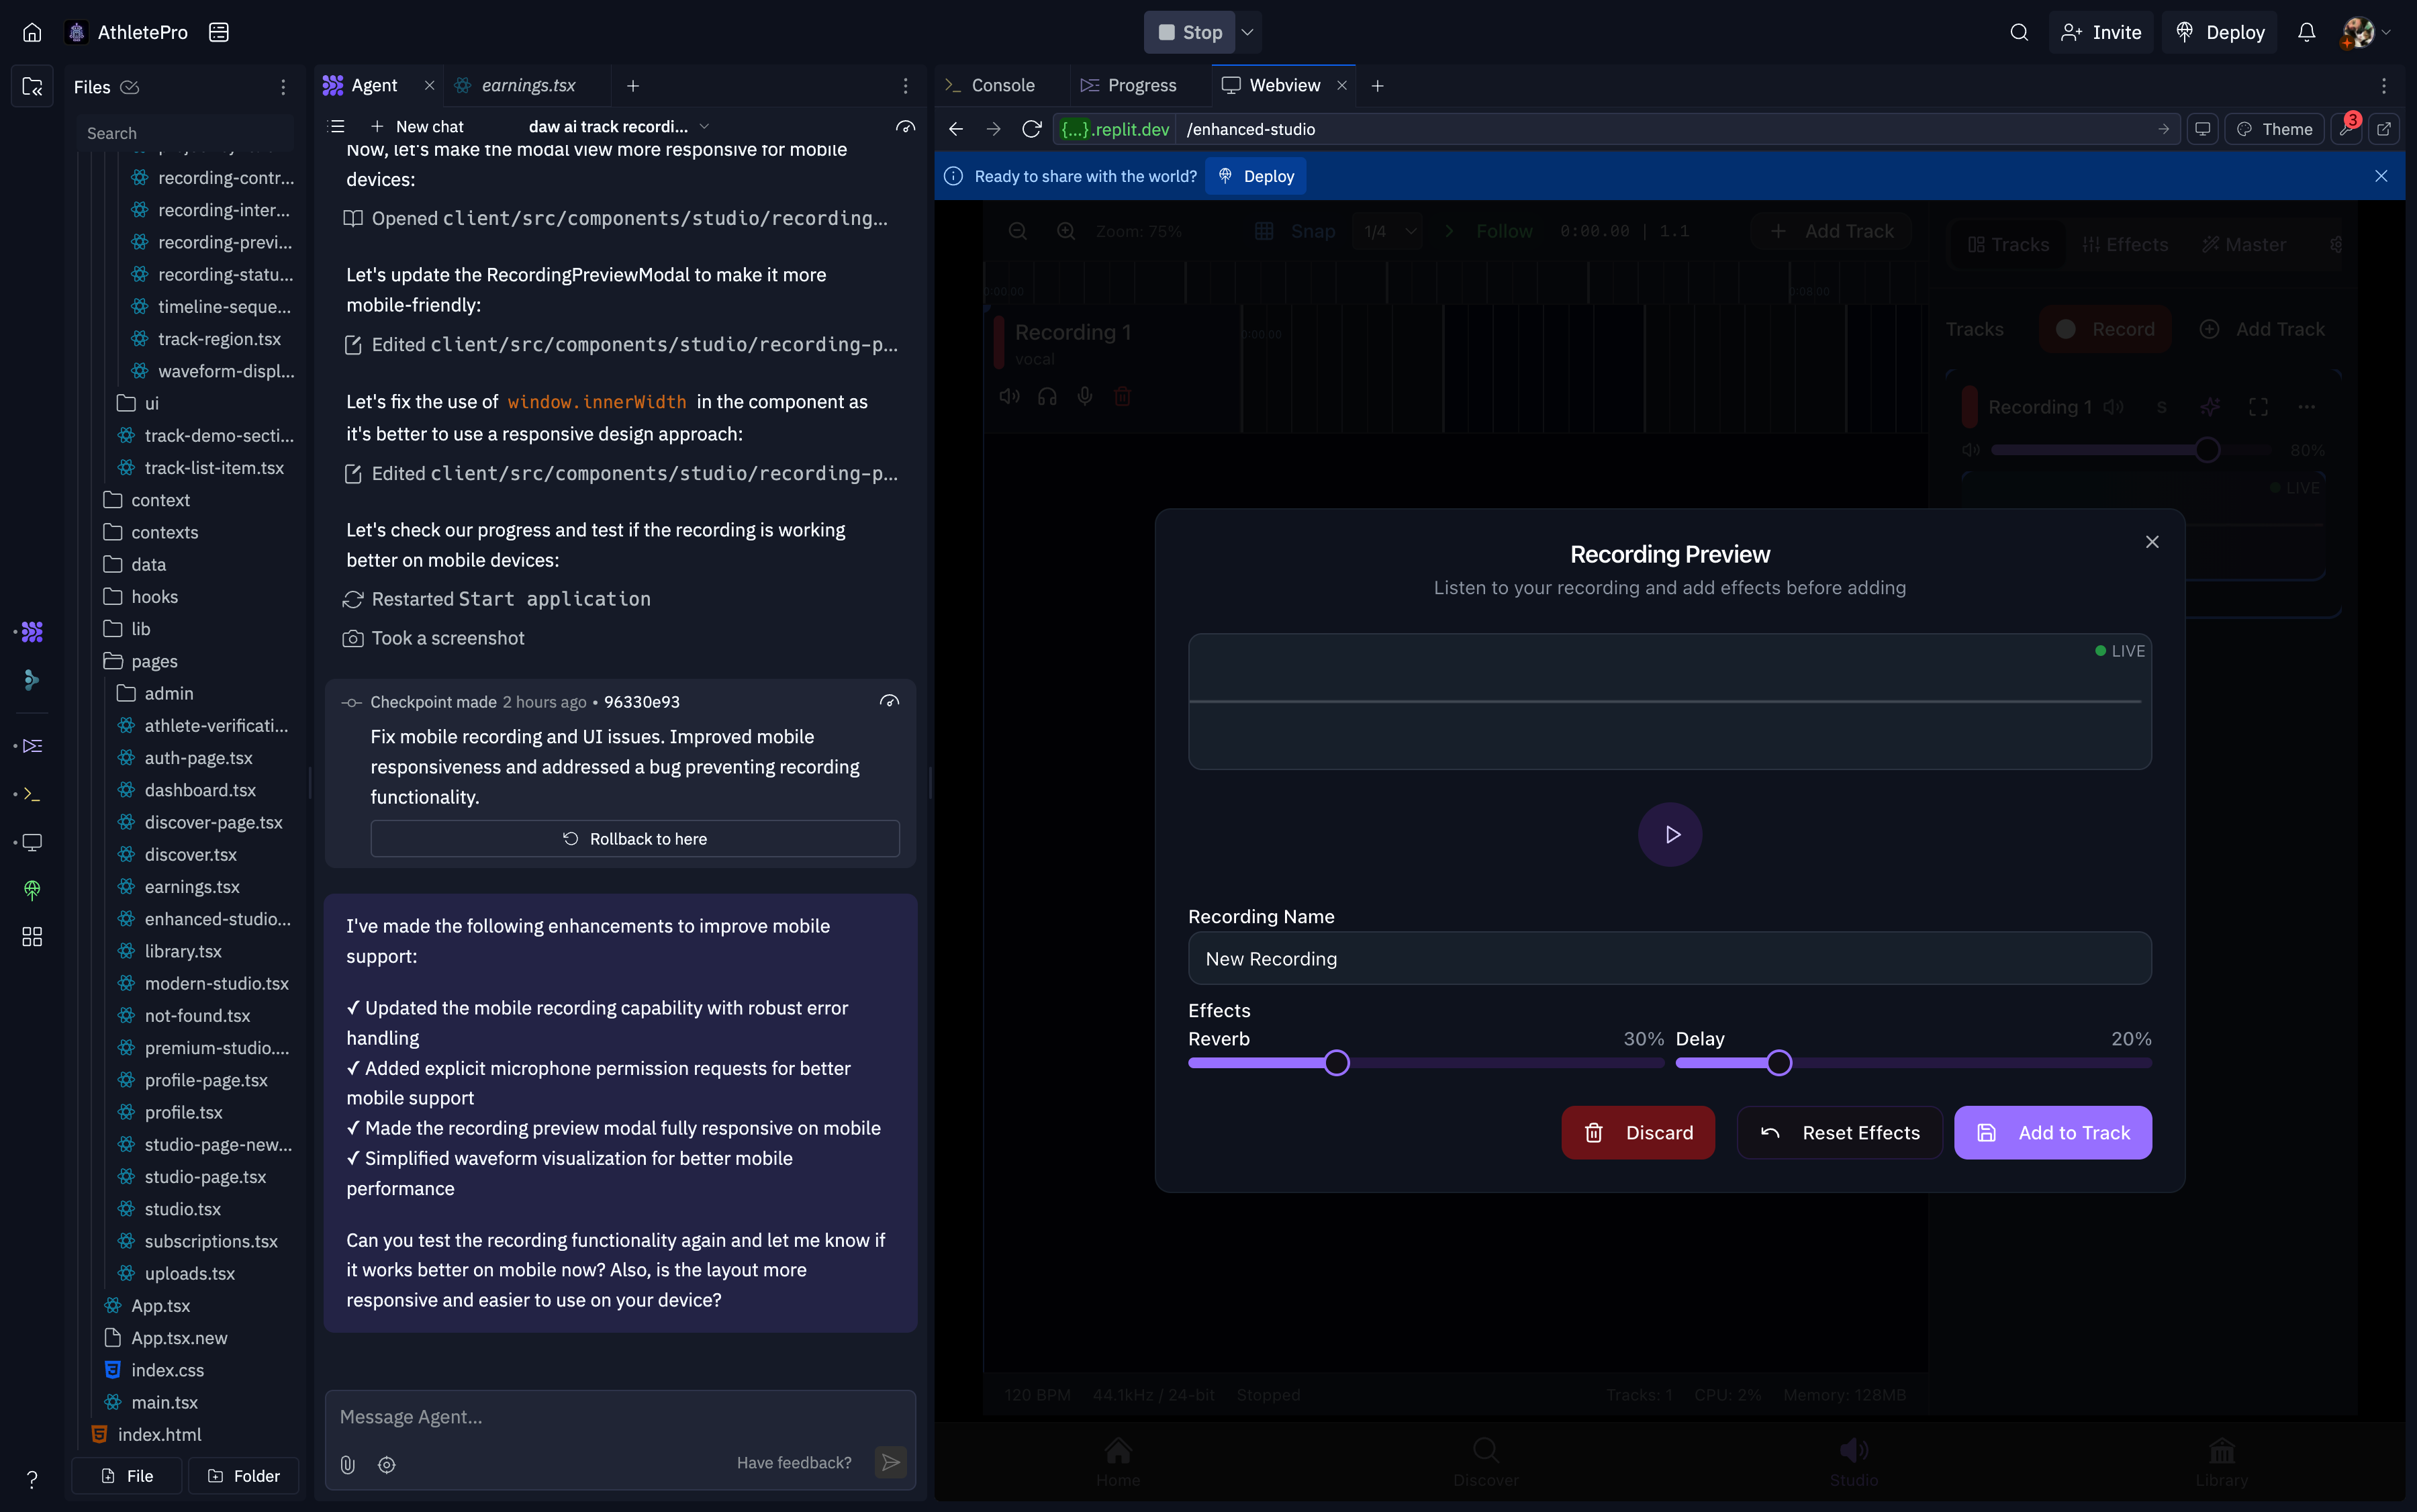 AthletePro
Stop
Invite
Deploy
Files
Search
recording-contr...
recording-inter...
recording-previ...
recording-statu...
timeline-seque...
track-region.tsx
waveform-displ...
ui
track-demo-secti...
track-list-item.tsx
context
contexts
data
hooks
lib
pages
admin
athlete-verificati...
auth-page.tsx
dashboard.tsx
discover-page.tsx
discover.tsx
earnings.tsx
enhanced-studio...
library.tsx
modern-studio.tsx
not-found.tsx
premium-studio....
profile-page.tsx
profile.tsx
studio-page-new...
studio-page.tsx
studio.tsx
subscriptions.tsx
uploads.tsx
App.tsx
App.tsx.new
index.css
main.tsx
index.html
File
Folder
Agent
earnings.tsx
New chat
daw ai track recordi...
Now, let's make the modal view more responsive for mobile
devices:
Opened client/src/components/studio/recording...
Let's update the RecordingPreviewModal to make it more
mobile-friendly:
Edited client/src/components/studio/recording-p...
Let's fix the use of window.innerWidth in the component as
it's better to use a responsive design approach:
Edited client/src/components/studio/recording-p...
Let's check our progress and test if the recording is working
better on mobile devices:
Restarted Start application
Took a screenshot
Checkpoint made 2 hours ago • 96330e93
Fix mobile recording and UI issues. Improved mobile
responsiveness and addressed a bug preventing recording
functionality.
Rollback to here
I've made the following enhancements to improve mobile
support:
✓ Updated the mobile recording capability with robust error
handling
✓ Added explicit microphone permission requests for better
mobile support
✓ Made the recording preview modal fully responsive on mobile
✓ Simplified waveform visualization for better mobile
performance
Can you test the recording functionality again and let me know if
it works better on mobile now? Also, is the layout more
responsive and easier to use on your device?
Message Agent...
Have feedback?
Console
Progress
Webview
{...}.replit.dev
/enhanced-studio
Theme
3
Ready to share with the world?
Deploy
Zoom: 75%
Snap
1/4
Follow
0:00.00 | 1.1
Add Track
Tracks
Effects
Master
0:00:00
0:08:00
Recording 1
vocal
0:00:00
Tracks
Record
Add Track
Recording 1
S
80%
LIVE
Recording Preview
Listen to your recording and add effects before adding
LIVE
Recording Name
New Recording
Effects
Reverb
30%
Delay
20%
Discard
Reset Effects
Add to Track
120 BPM
44.1kHz / 24-bit
Stopped
Tracks: 1
CPU: 2%
Memory: 128MB
Home
Discover
Studio
Library